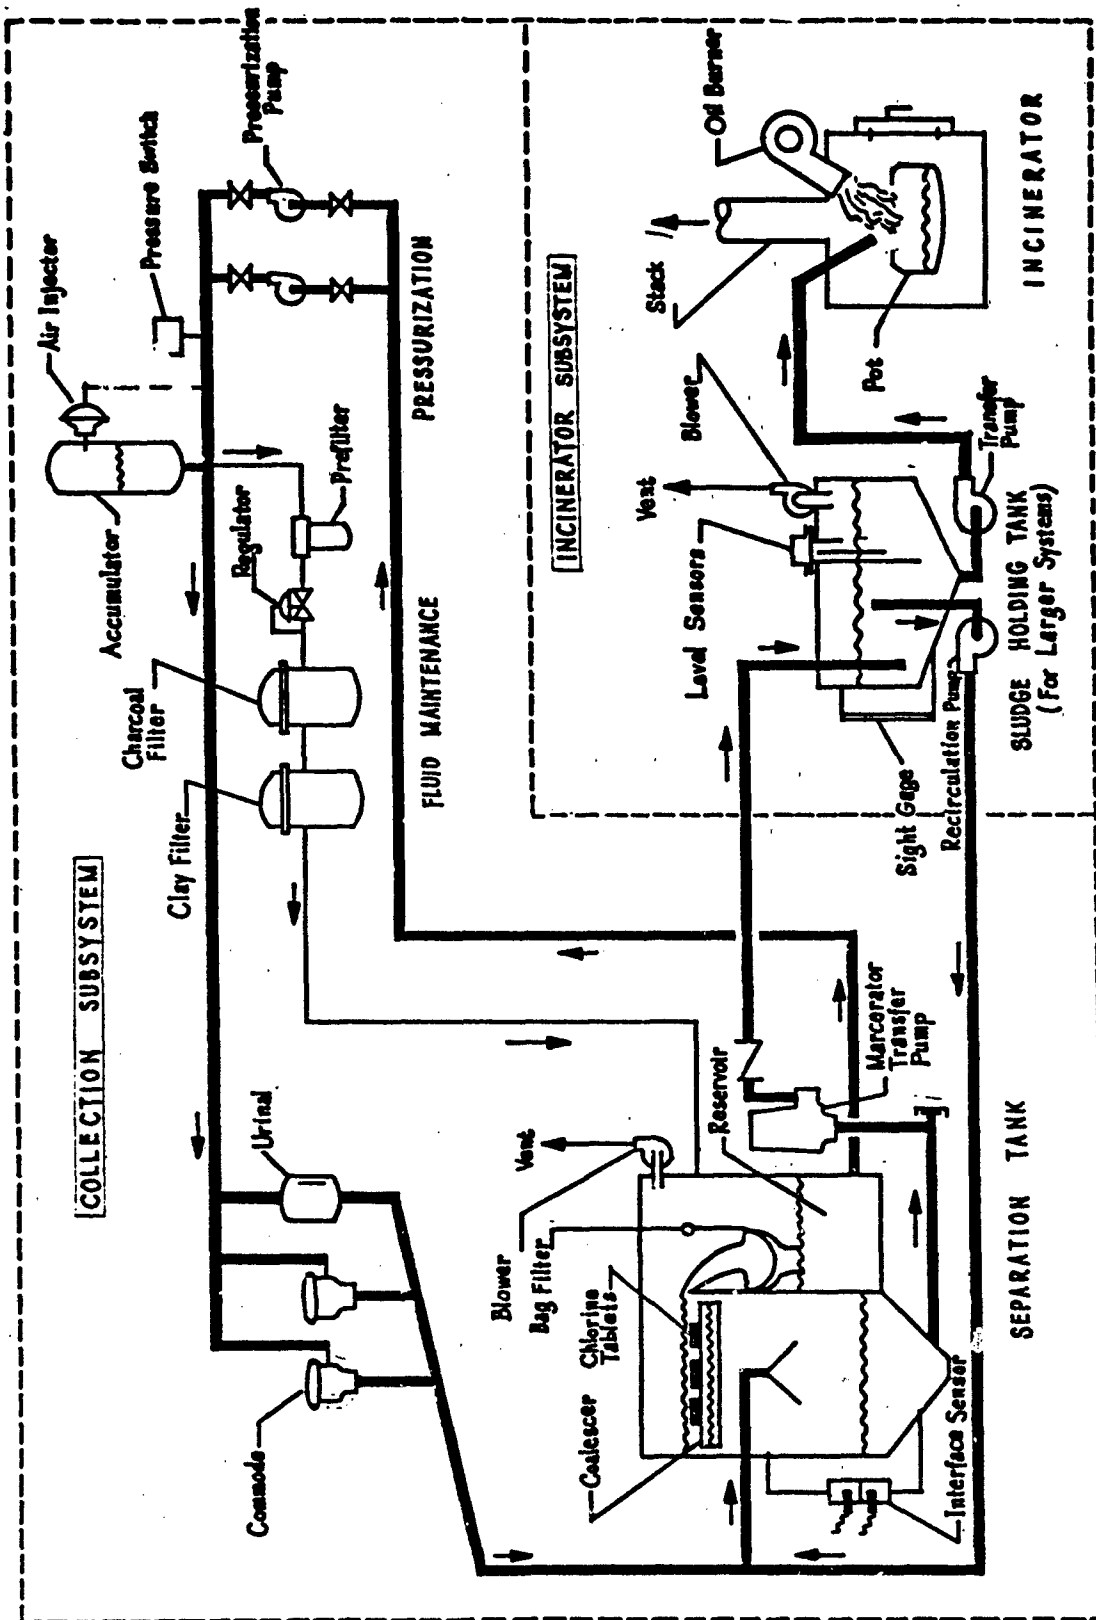 COLLECTION SUBSYSTEM
Air Injector
Pressure Switch
Pressurization
Pump
Accumulator
Charcoal
Filter
Regulator
Prefilter
Clay Filter
FLUID MAINTENANCE
PRESSURIZATION
Commode
Urinal
Blower
Vent
Bag Filter
Chlorine
Tablets
Coalescer
Reservoir
Marcerator
Transfer
Pump
Interface Sensor
SEPARATION TANK
INCINERATOR SUBSYSTEM
Level Sensors
Vent
Blower
Stack
Oil Burner
Pot
Sight Gage
Recirculation Pump
Transfer
Pump
SLUDGE HOLDING TANK
(For Larger Systems)
INCINERATOR